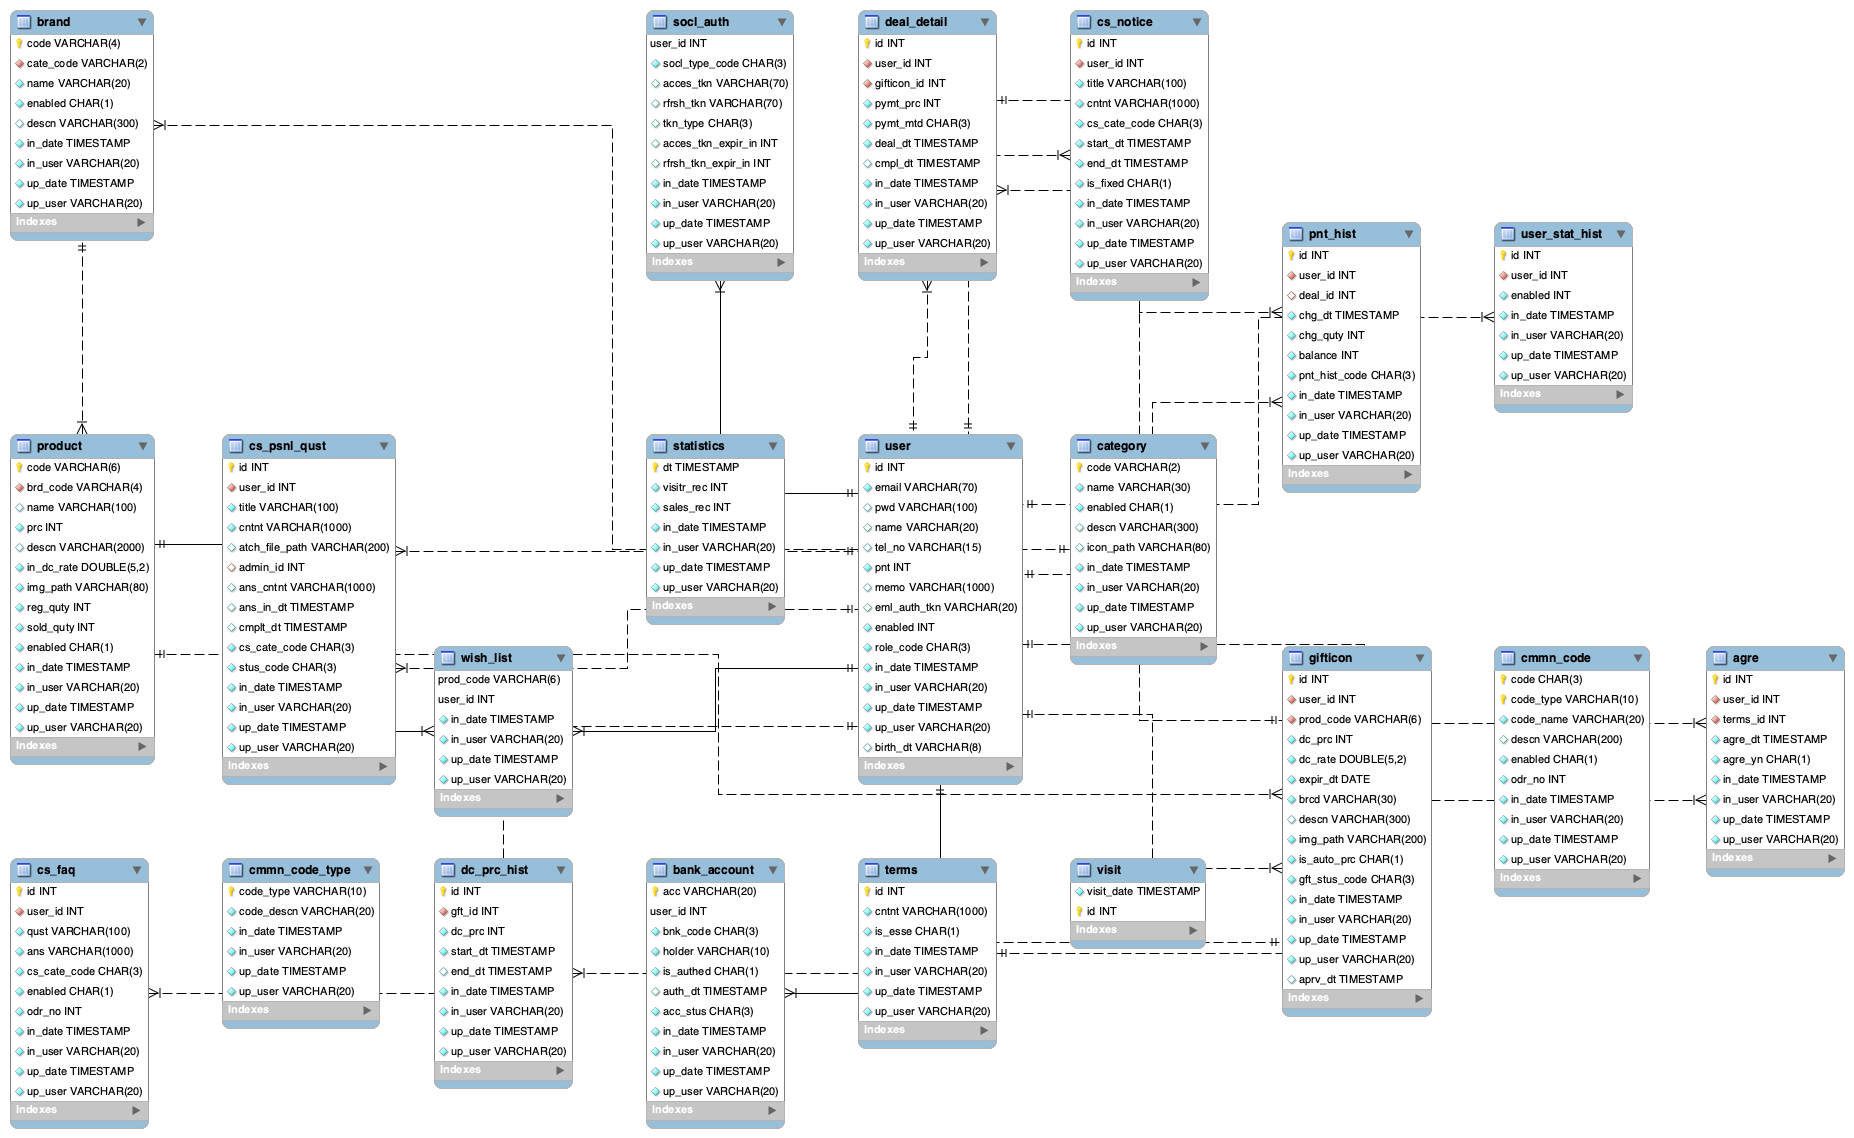 brand
code VARCHAR(4)
cate_code VARCHAR(2)
name VARCHAR(20)
enabled CHAR(1)
descn VARCHAR(300)
in_date TIMESTAMP
in_user VARCHAR(20)
up_date TIMESTAMP
up_user VARCHAR(20)
Indexes
socl_auth
user_id INT
socl_type_code CHAR(3)
acces_tkn VARCHAR(70)
rfrsh_tkn VARCHAR(70)
tkn_type CHAR(3)
acces_tkn_expir_in INT
rfrsh_tkn_expir_in INT
in_date TIMESTAMP
in_user VARCHAR(20)
up_date TIMESTAMP
up_user VARCHAR(20)
Indexes
deal_detail
id INT
user_id INT
gifticon_id INT
pymt_prc INT
pymt_mtd CHAR(3)
deal_dt TIMESTAMP
cmpl_dt TIMESTAMP
in_date TIMESTAMP
in_user VARCHAR(20)
up_date TIMESTAMP
up_user VARCHAR(20)
Indexes
cs_notice
id INT
user_id INT
title VARCHAR(100)
cntnt VARCHAR(1000)
cs_cate_code CHAR(3)
start_dt TIMESTAMP
end_dt TIMESTAMP
is_fixed CHAR(1)
in_date TIMESTAMP
in_user VARCHAR(20)
up_date TIMESTAMP
up_user VARCHAR(20)
Indexes
pnt_hist
id INT
user_id INT
deal_id INT
chg_dt TIMESTAMP
chg_quty INT
balance INT
pnt_hist_code CHAR(3)
in_date TIMESTAMP
in_user VARCHAR(20)
up_date TIMESTAMP
up_user VARCHAR(20)
Indexes
user_stat_hist
id INT
user_id INT
enabled INT
in_date TIMESTAMP
in_user VARCHAR(20)
up_date TIMESTAMP
up_user VARCHAR(20)
Indexes
product
code VARCHAR(6)
brd_code VARCHAR(4)
name VARCHAR(100)
prc INT
descn VARCHAR(2000)
in_dc_rate DOUBLE(5,2)
img_path VARCHAR(80)
reg_quty INT
sold_quty INT
enabled CHAR(1)
in_date TIMESTAMP
in_user VARCHAR(20)
up_date TIMESTAMP
up_user VARCHAR(20)
Indexes
cs_psnl_qust
id INT
user_id INT
title VARCHAR(100)
cntnt VARCHAR(1000)
atch_file_path VARCHAR(200)
admin_id INT
ans_cntnt VARCHAR(1000)
ans_in_dt TIMESTAMP
cmplt_dt TIMESTAMP
cs_cate_code CHAR(3)
stus_code CHAR(3)
in_date TIMESTAMP
in_user VARCHAR(20)
up_date TIMESTAMP
up_user VARCHAR(20)
Indexes
statistics
dt TIMESTAMP
visitr_rec INT
sales_rec INT
in_date TIMESTAMP
in_user VARCHAR(20)
up_date TIMESTAMP
up_user VARCHAR(20)
Indexes
user
id INT
email VARCHAR(70)
pwd VARCHAR(100)
name VARCHAR(20)
tel_no VARCHAR(15)
pnt INT
memo VARCHAR(1000)
eml_auth_tkn VARCHAR(20)
enabled INT
role_code CHAR(3)
in_date TIMESTAMP
in_user VARCHAR(20)
up_date TIMESTAMP
up_user VARCHAR(20)
birth_dt VARCHAR(8)
Indexes
category
code VARCHAR(2)
name VARCHAR(30)
enabled CHAR(1)
descn VARCHAR(300)
icon_path VARCHAR(80)
in_date TIMESTAMP
in_user VARCHAR(20)
up_date TIMESTAMP
up_user VARCHAR(20)
Indexes
wish_list
prod_code VARCHAR(6)
user_id INT
in_date TIMESTAMP
in_user VARCHAR(20)
up_date TIMESTAMP
up_user VARCHAR(20)
Indexes
gifticon
id INT
user_id INT
prod_code VARCHAR(6)
dc_prc INT
dc_rate DOUBLE(5,2)
expir_dt DATE
brcd VARCHAR(30)
descn VARCHAR(300)
img_path VARCHAR(200)
is_auto_prc CHAR(1)
gft_stus_code CHAR(3)
in_date TIMESTAMP
in_user VARCHAR(20)
up_date TIMESTAMP
up_user VARCHAR(20)
aprv_dt TIMESTAMP
Indexes
cmmn_code
code CHAR(3)
code_type VARCHAR(10)
code_name VARCHAR(20)
descn VARCHAR(200)
enabled CHAR(1)
odr_no INT
in_date TIMESTAMP
in_user VARCHAR(20)
up_date TIMESTAMP
up_user VARCHAR(20)
Indexes
agre
id INT
user_id INT
terms_id INT
agre_dt TIMESTAMP
agre_yn CHAR(1)
in_date TIMESTAMP
in_user VARCHAR(20)
up_date TIMESTAMP
up_user VARCHAR(20)
Indexes
cs_faq
id INT
user_id INT
qust VARCHAR(100)
ans VARCHAR(1000)
cs_cate_code CHAR(3)
enabled CHAR(1)
odr_no INT
in_date TIMESTAMP
in_user VARCHAR(20)
up_date TIMESTAMP
up_user VARCHAR(20)
Indexes
cmmn_code_type
code_type VARCHAR(10)
code_descn VARCHAR(20)
in_date TIMESTAMP
in_user VARCHAR(20)
up_date TIMESTAMP
up_user VARCHAR(20)
Indexes
dc_prc_hist
id INT
gft_id INT
dc_prc INT
start_dt TIMESTAMP
end_dt TIMESTAMP
in_date TIMESTAMP
in_user VARCHAR(20)
up_date TIMESTAMP
up_user VARCHAR(20)
Indexes
bank_account
acc VARCHAR(20)
user_id INT
bnk_code CHAR(3)
holder VARCHAR(10)
is_authed CHAR(1)
auth_dt TIMESTAMP
acc_stus CHAR(3)
in_date TIMESTAMP
in_user VARCHAR(20)
up_date TIMESTAMP
up_user VARCHAR(20)
Indexes
terms
id INT
cntnt VARCHAR(1000)
is_esse CHAR(1)
in_date TIMESTAMP
in_user VARCHAR(20)
up_date TIMESTAMP
up_user VARCHAR(20)
Indexes
visit
visit_date TIMESTAMP
id INT
Indexes